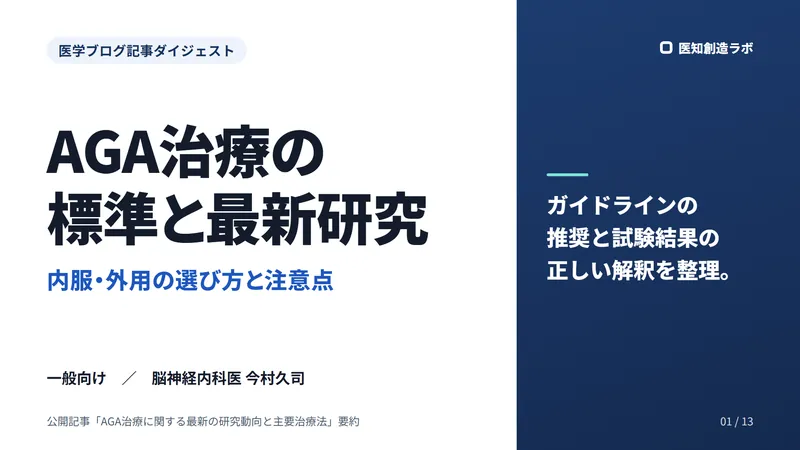 医学ブログ記事ダイジェスト
医知創造ラボ
AGA治療の
標準と最新研究
内服・外用の選び方と注意点
ガイドラインの
推奨と試験結果の
正しい解釈を整理。
一般向け ／ 脳神経内科医 今村久司
公開記事「AGA治療に関する最新の研究動向と主要治療法」要約
01 / 13